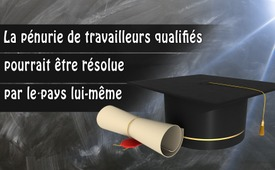 La pénurie de travailleurs qualifiés
pourrait être résolue
par le pays lui-même